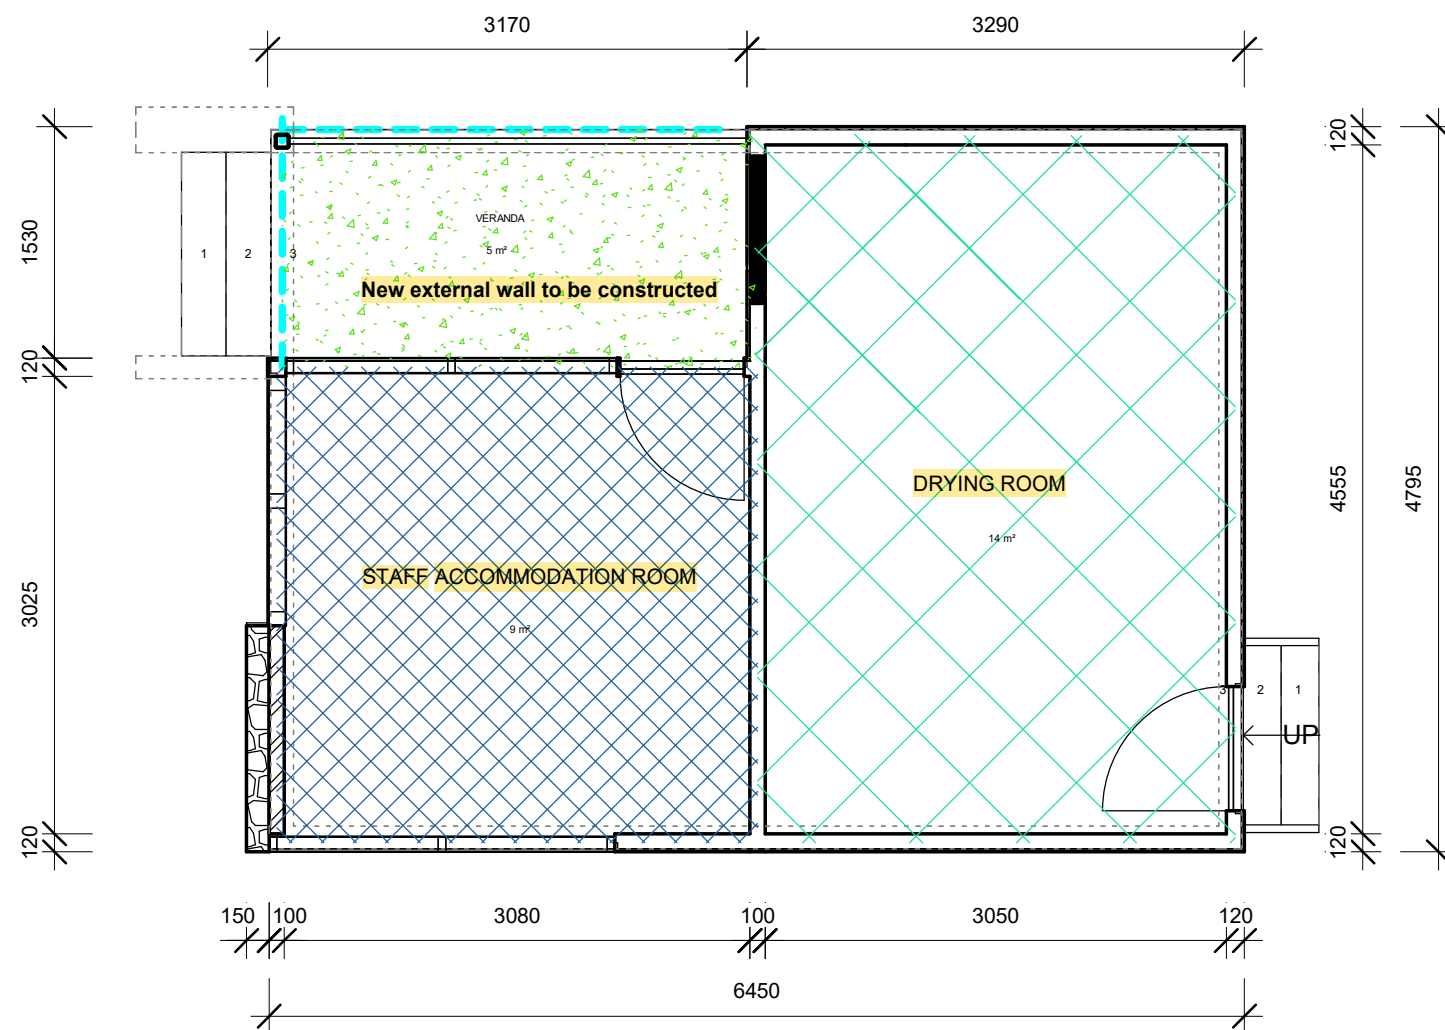 3170
3290
120
1530
VERANDA
5 m²
1
2
3
New external wall to be constructed
120
DRYING ROOM
14 m²
4555
4795
STAFF ACCOMMODATION ROOM
9 m²
3025
3
2
1
UP
120
120
150
100
3080
100
3050
120
6450